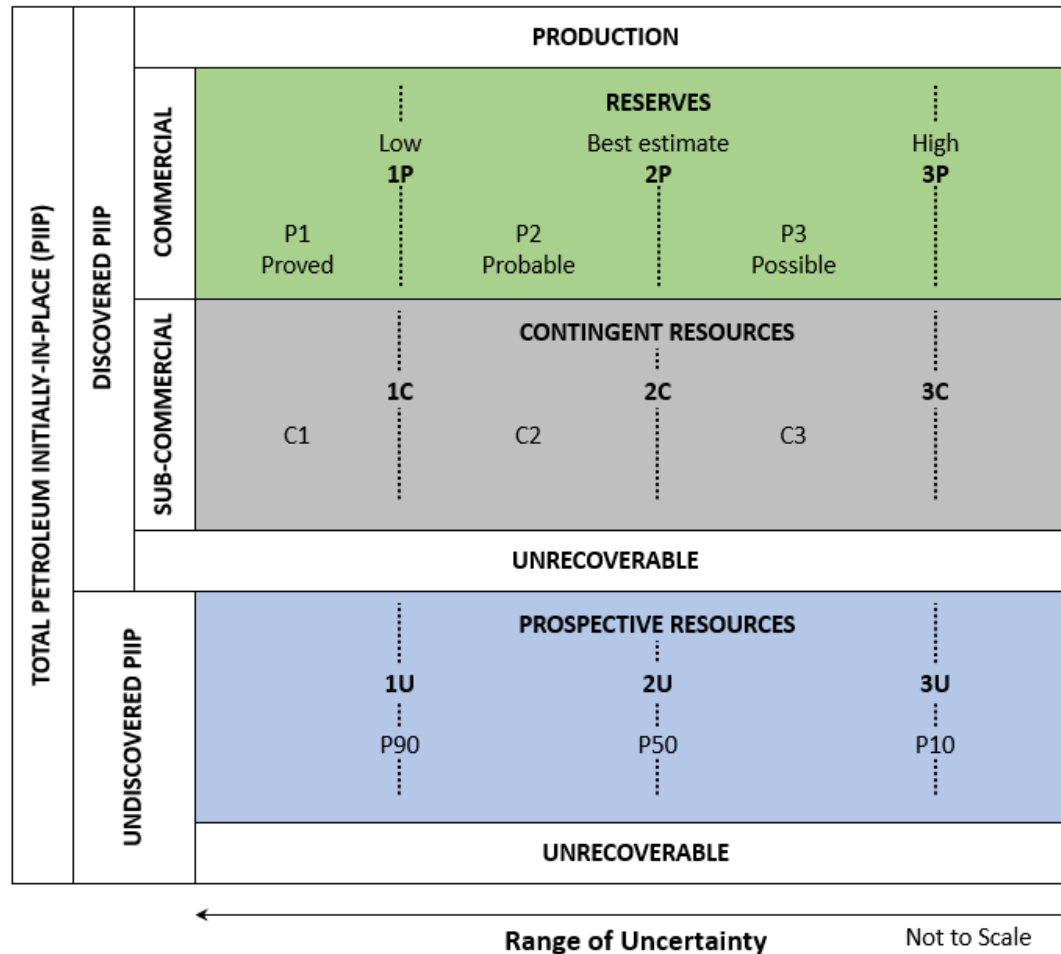 TOTAL PETROLEUM INITIALLY-IN-PLACE (PIIP)
DISCOVERED PIIP
UNDISCOVERED PIIP
COMMERCIAL
SUB-COMMERCIAL
PRODUCTION
RESERVES
Low Best estimate High
1P 2P 3P
P1 P2 P3
Proved Probable Possible
CONTINGENT RESOURCES
1C 2C 3C
C1 C2 C3
UNRECOVERABLE
PROSPECTIVE RESOURCES
1U 2U 3U
P90 P50 P10
UNRECOVERABLE
Range of Uncertainty Not to Scale